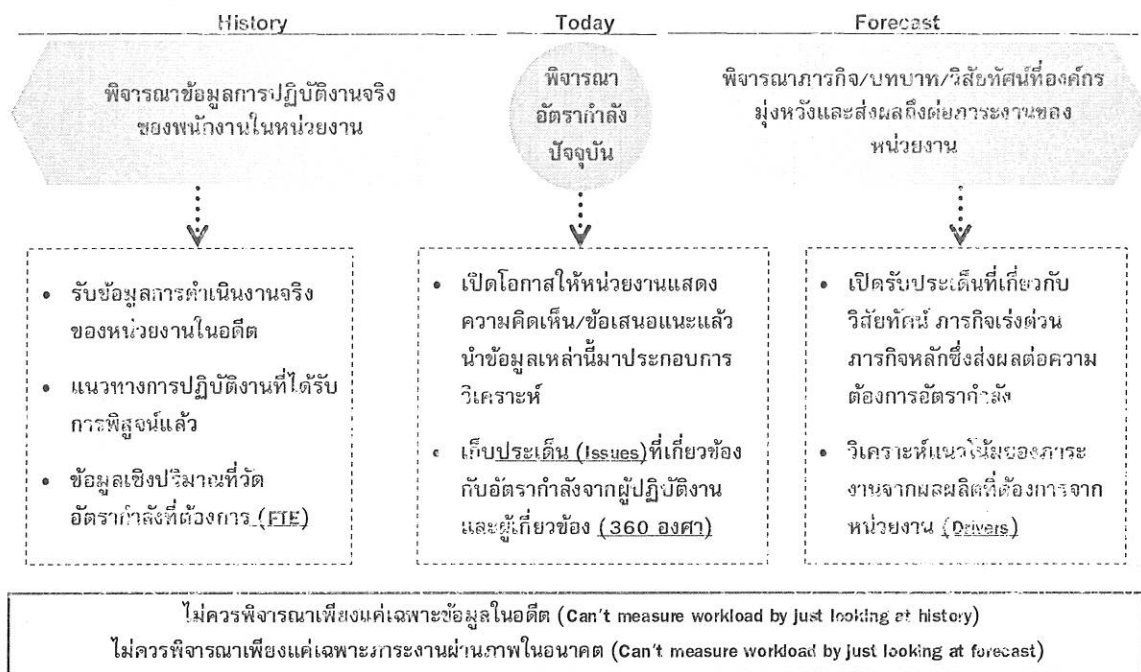 History
Today
Forecast
พิจารณาข้อมูลการปฏิบัติงานจริง
ของพนักงานในหน่วยงาน
พิจารณา
อัตรากำลัง
ปัจจุบัน
พิจารณาภารกิจ/บทบาท/วิสัยทัศน์ที่องค์กร
มุ่งหวังและส่งผลถึงต่อภาระงานของ
หน่วยงาน
• รับข้อมูลการดำเนินงานจริง
ของหน่วยงานในอดีต
• แนวทางการปฏิบัติงานที่ได้รับ
การพิสูจน์แล้ว
• ข้อมูลเชิงปริมาณที่วัด
อัตรากำลังที่ต้องการ (FTE)
• เปิดโอกาสให้หน่วยงานแสดง
ความคิดเห็น/ข้อเสนอแนะแล้ว
นำข้อมูลเหล่านี้มาประกอบการ
วิเคราะห์
• เก็บประเด็น (Issues)ที่เกี่ยวข้อง
กับอัตรากำลังจากผู้ปฏิบัติงาน
และผู้เกี่ยวข้อง (360 องศา)
• เปิดรับประเด็นที่เกี่ยวกับ
วิสัยทัศน์ ภารกิจเร่งด่วน
ภารกิจหลักซึ่งส่งผลต่อความ
ต้องการอัตรากำลัง
• วิเคราะห์แนวโน้มของภาระ
งานจากผลผลิตที่ต้องการจาก
หน่วยงาน (Drivers)
ไม่ควรพิจารณาเพียงแค่เฉพาะข้อมูลในอดีต (Can't measure workload by just looking at history)
ไม่ควรพิจารณาเพียงแค่เฉพาะภาระงานผ่านภาพในอนาคต (Can't measure workload by just looking at forecast)